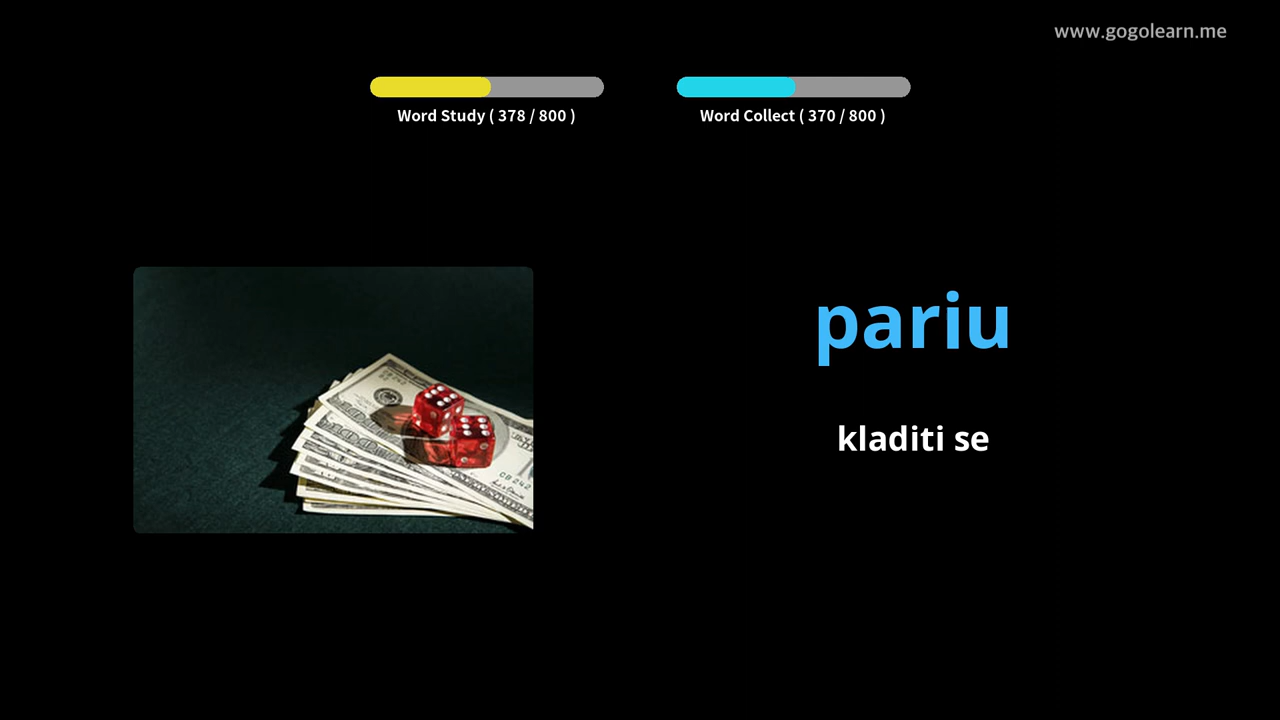 www.gogolearn.me
Word Study ( 378 / 800 )
Word Collect ( 370 / 800 )
pariu
kladiti se